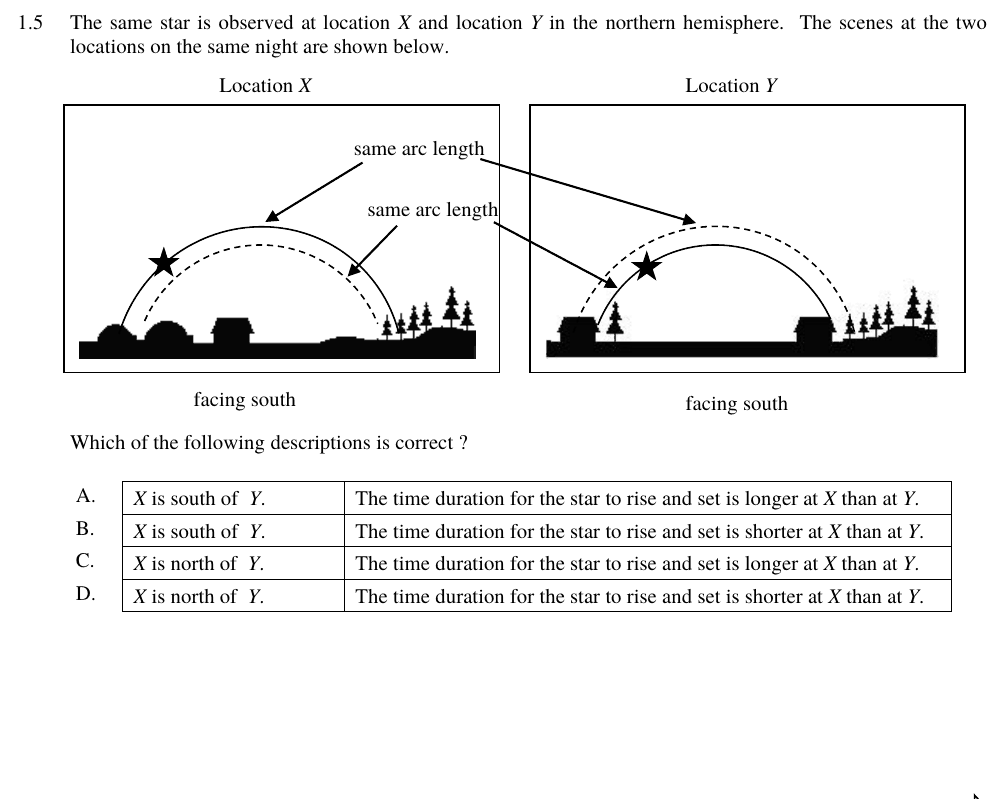 1.5 The same star is observed at location X and location Y in the northern hemisphere. The scenes at the two
locations on the same night are shown below.
Location X
Location Y
same arc length
same arc length
facing south
facing south
Which of the following descriptions is correct ?
A. X is south of Y. The time duration for the star to rise and set is longer at X than at Y.
B. X is south of Y. The time duration for the star to rise and set is shorter at X than at Y.
C. X is north of Y. The time duration for the star to rise and set is longer at X than at Y.
D. X is north of Y. The time duration for the star to rise and set is shorter at X than at Y.